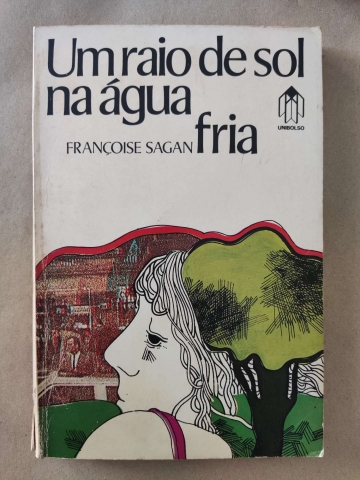 Um raio de sol
na água
fria
FRANÇOISE SAGAN
UNIBOLSO